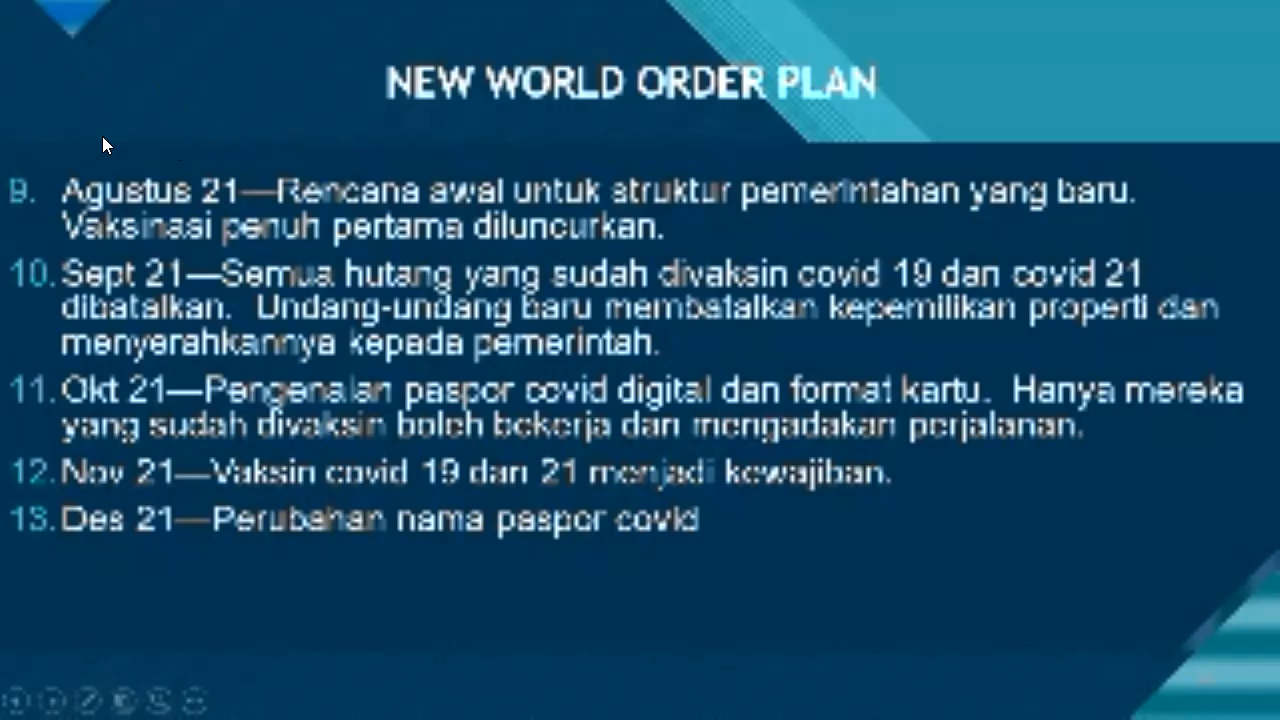 NEW WORLD ORDER PLAN
9. Agustus 21—Rencana awal untuk struktur pemerintahan yang baru.
Vaksinasi penuh pertama diluncurkan.
10. Sept 21—Semua hutang yang sudah divaksin covid 19 dan covid 21
dibatalkan. Undang-undang baru membatalkan kepemilikan properti dan
menyerahkannya kepada pemerintah.
11. Okt 21—Pengenalan paspor covid digital dan format kartu. Hanya mereka
yang sudah divaksin boleh bekerja dan mengadakan perjalanan.
12. Nov 21—Vaksin covid 19 dan 21 menjadi kewajiban.
13. Des 21—Perubahan nama paspor covid